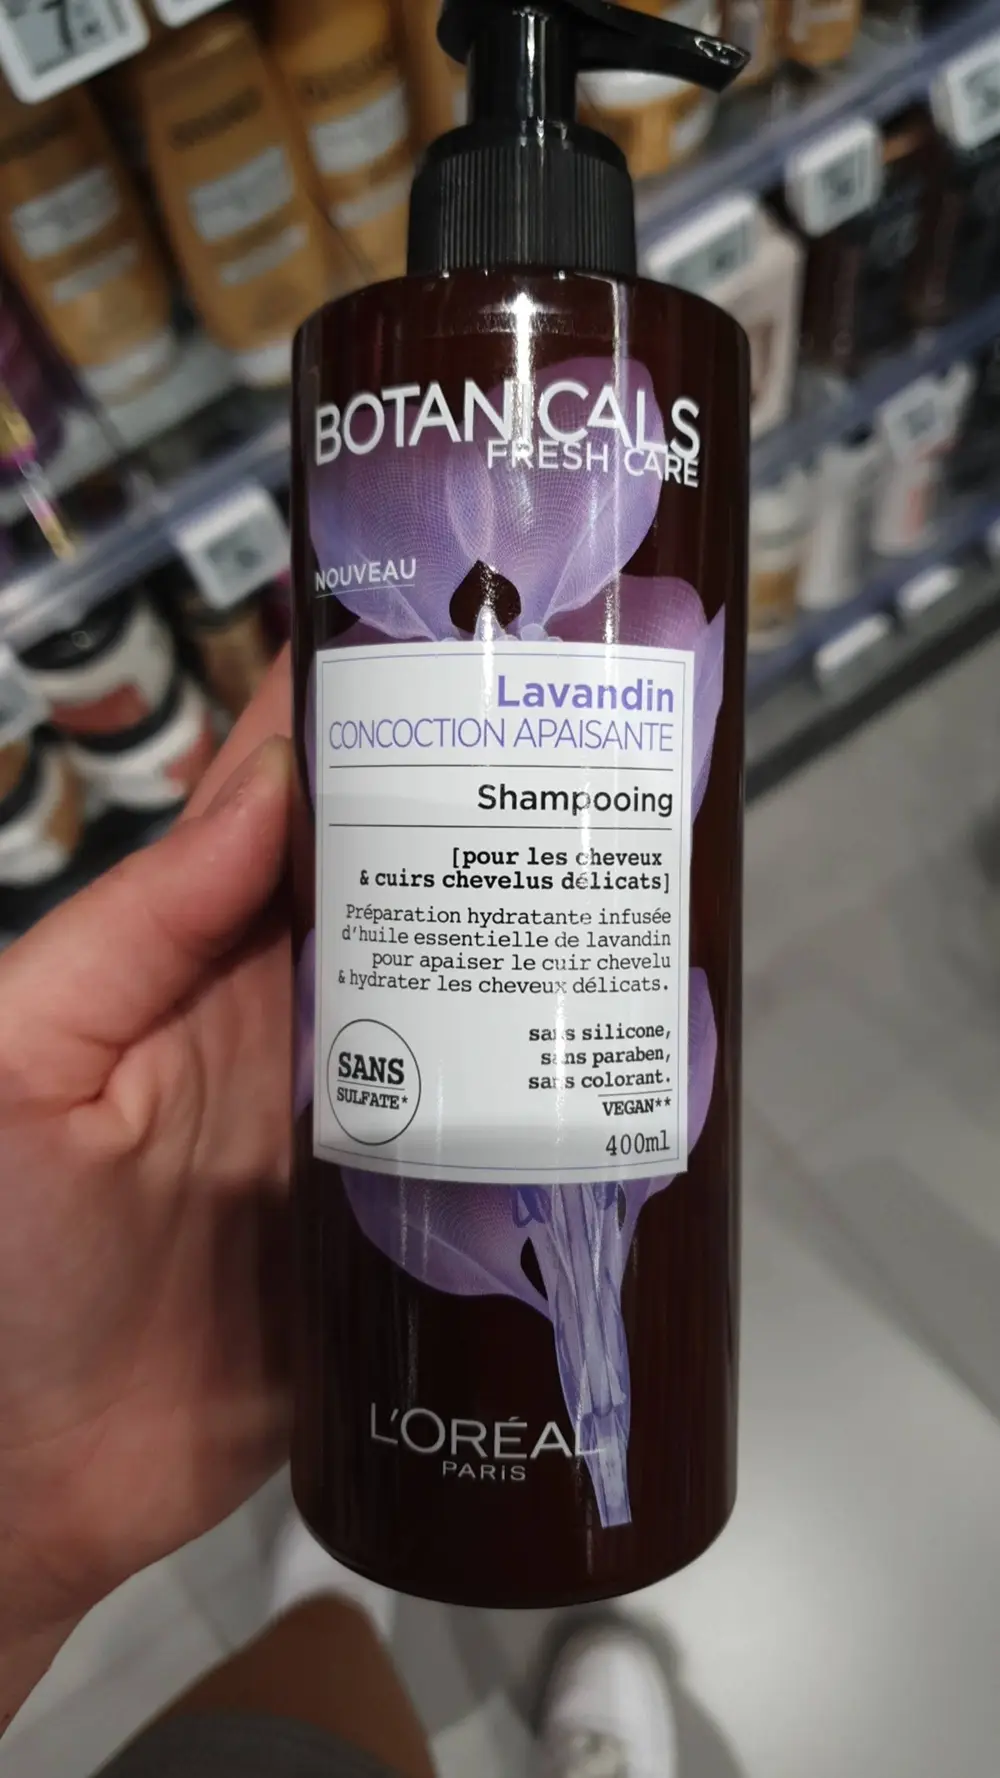 BOTANICALS
FRESH CARE
NOUVEAU
Lavandin
CONCOCTION APAISANTE
Shampooing
[pour les cheveux
& cuirs chevelus délicats]
Préparation hydratante infusée
d'huile essentielle de lavandin
pour apaiser le cuir chevelu
& hydrater les cheveux délicats.
SANS
SULFATE*
sans silicone,
sans paraben,
sans colorant.
VEGAN**
400ml
L'ORÉAL
PARIS